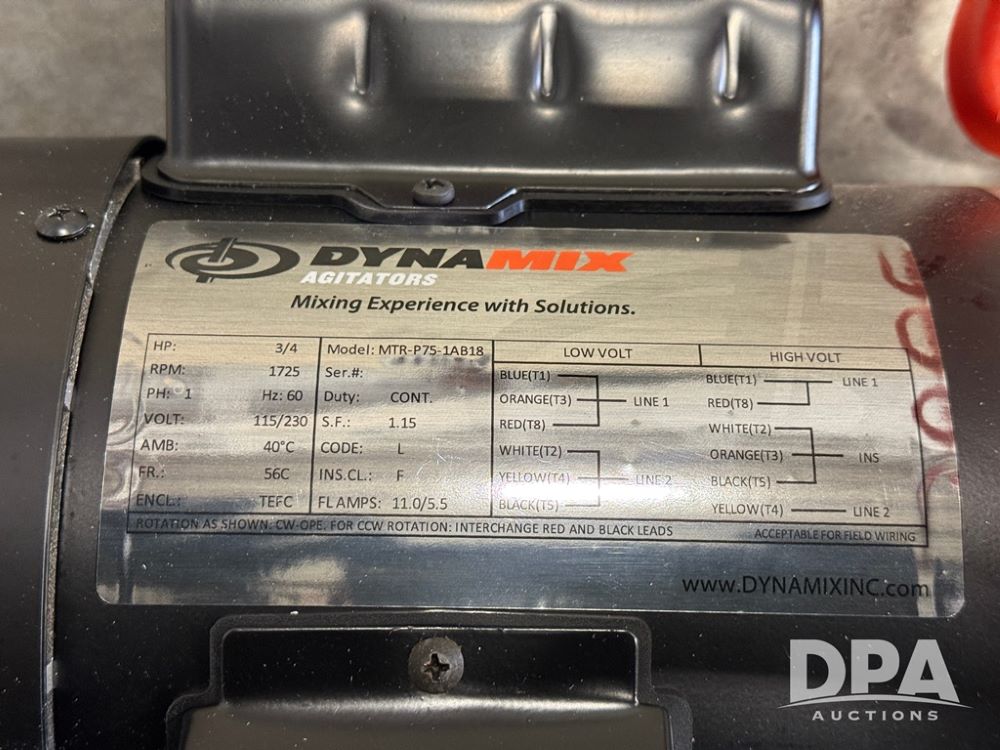 DYNAMIX
AGITATORS
Mixing Experience with Solutions.
HP: 3/4
RPM: 1725
PH: 1 Hz: 60
VOLT: 115/230
AMB: 40°C
FR.: 56C
ENCL.: TEFC
Model: MTR-P75-1AB18
Ser.#:
Duty: CONT.
S.F.: 1.15
CODE: L
INS.CL.: F
FL AMPS: 11.0/5.5
LOW VOLT
BLUE(T1)
ORANGE(T3) LINE 1
RED(T8)
WHITE(T2)
YELLOW(T4) LINE 2
BLACK(T5)
HIGH VOLT
BLUE(T1) LINE 1
RED(T8)
WHITE(T2)
ORANGE(T3) INS
BLACK(T5)
YELLOW(T4) LINE 2
ROTATION AS SHOWN: CW-OPE. FOR CCW ROTATION: INTERCHANGE RED AND BLACK LEADS
ACCEPTABLE FOR FIELD WIRING
www.DYNAMIXINC.com
DPA
AUCTIONS